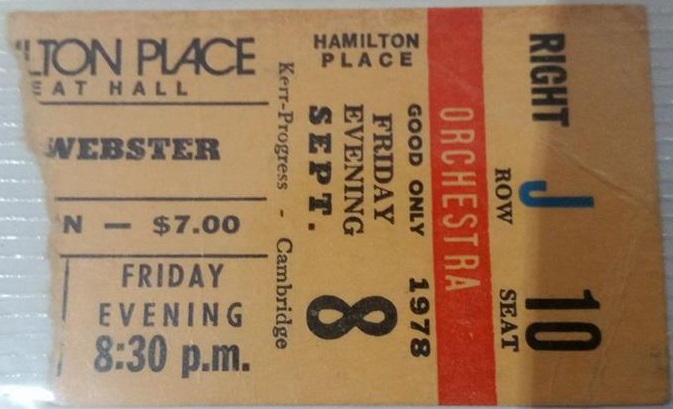 LTON PLACE
EAT HALL
WEBSTER
N — $7.00
FRIDAY
EVENING
8:30 p.m.
Kerr-Progress - Cambridge
HAMILTON
PLACE
GOOD ONLY 1978
FRIDAY
EVENING
SEPT. 8
ORCHESTRA
RIGHT
ROW J
SEAT 10